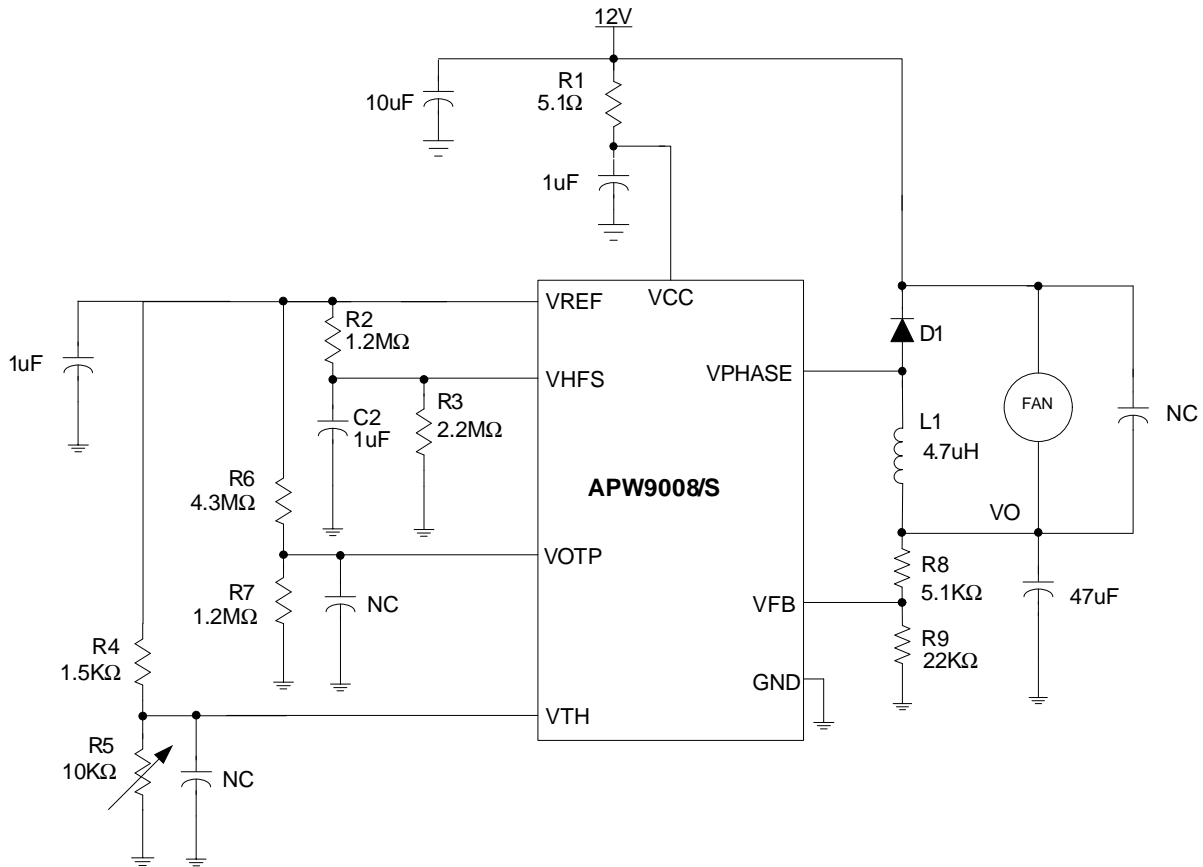 12V
R1
5.1Ω
10uF
1uF
VREF
VCC
R2
1.2MΩ
D1
1uF
VHFS
VPHASE
R3
2.2MΩ
C2
1uF
FAN
NC
L1
4.7uH
R6
4.3MΩ
APW9008/S
VO
VOTP
R8
5.1KΩ
R7
1.2MΩ
NC
VFB
47uF
R9
22KΩ
R4
1.5KΩ
GND
VTH
R5
10KΩ
NC